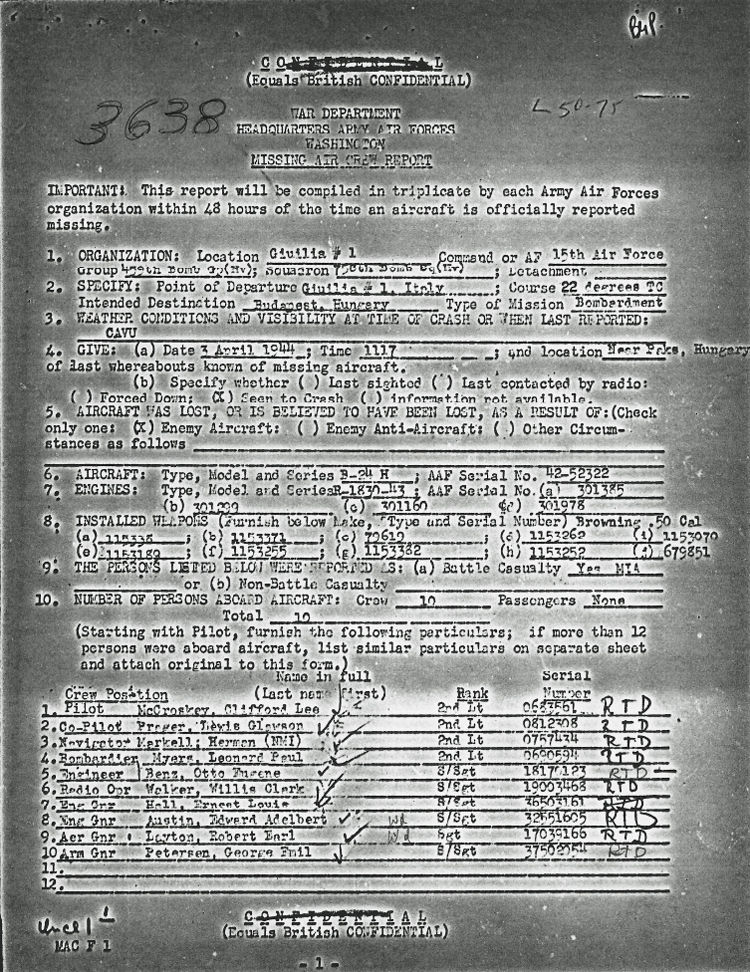 CONFIDENTIAL
(Equals British CONFIDENTIAL)
3638
L 50-75
WAR DEPARTMENT
HEADQUARTERS ARMY AIR FORCES
WASHINGTON
MISSING AIR CREW REPORT
IMPORTANT: This report will be compiled in triplicate by each Army Air Forces
organization within 48 hours of the time an aircraft is officially reported
missing.
1. ORGANIZATION: Location Giulia # 1 Command or AF 15th Air Force
Group Bomb Gp(Hv); Squadron Bomb Sq(Hv) ; Detachment
2. SPECIFY: Point of Departure Giulia # 1, Italy ; Course 22 degrees TC
Intended Destination Budapest, Hungary Type of Mission Bombardment
3. WEATHER CONDITIONS AND VISIBILITY AT TIME OF CRASH OR WHEN LAST REPORTED:
CAVU
4. GIVE: (a) Date 3 April 1944 ; Time 1117 ; and location Near Paks, Hungary
of last whereabouts known of missing aircraft.
(b) Specify whether ( ) Last sighted ( ) Last contacted by radio:
( ) Forced Down: (X) Seen to Crash ( ) information not available.
5. AIRCRAFT WAS LOST, OR IS BELIEVED TO HAVE BEEN LOST, AS A RESULT OF:(Check
only one: (X) Enemy Aircraft: ( ) Enemy Anti-Aircraft: ( ) Other Circum-
stances as follows
6. AIRCRAFT: Type, Model and Series B-24 H ; AAF Serial No. 42-52322
7. ENGINES: Type, Model and Series R-1830-43 ; AAF Serial No.(a) 301385
(b) (c) 301160 (d) 301978
8. INSTALLED WEAPONS (Furnish below Make, Type and Serial Number) Browning .50 Cal
(a) ; (b) 1153371 ; (c) 79619 ; (d) 1153262 (i) 1153070
(e) 1153189 ; (f) 1153255 ; (g) 1153382 ; (h) 1153252 (j) 679851
9. THE PERSONS LISTED BELOW WERE REPORTED AS: (a) Battle Casualty Yes MIA
or (b) Non-Battle Casualty
10. NUMBER OF PERSONS ABOARD AIRCRAFT: Crew 10 Passengers None
Total 10
(Starting with Pilot, furnish the following particulars; if more than 12
persons were aboard aircraft, list similar particulars on separate sheet
and attach original to this form.)
Name in full Serial
Crew Position (Last name first) Rank Number
1. Pilot McCroskey, Clifford Lee 2nd Lt RTD
2. Co-Pilot Prager, Lewis Glawson 2nd Lt 0812308 RTD
3. Navigator Markell, Herman (NMI) 2nd Lt 0757434 RTD
4. Bombardier Myers, Leonard Paul 2nd Lt 0690594 RTD
5. Engineer Benz, Otto Eugene S/Sgt RTD
6. Radio Opr Walker, Willis Clark S/Sgt 19003468 RTD
7. Eng Gnr Hall, Ernest Louis S/Sgt RTD
8. Eng Gnr Austin, Edward Adelbert Wd S/Sgt 32551605 RTD
9. Aer Gnr Layton, Robert Earl Wd Sgt 17039166 RTD
10 Arm Gnr Petersen, George Emil S/Sgt RTD
11.
12.
CONFIDENTIAL
(Equals British CONFIDENTIAL)
MAC F 1
- 1 -